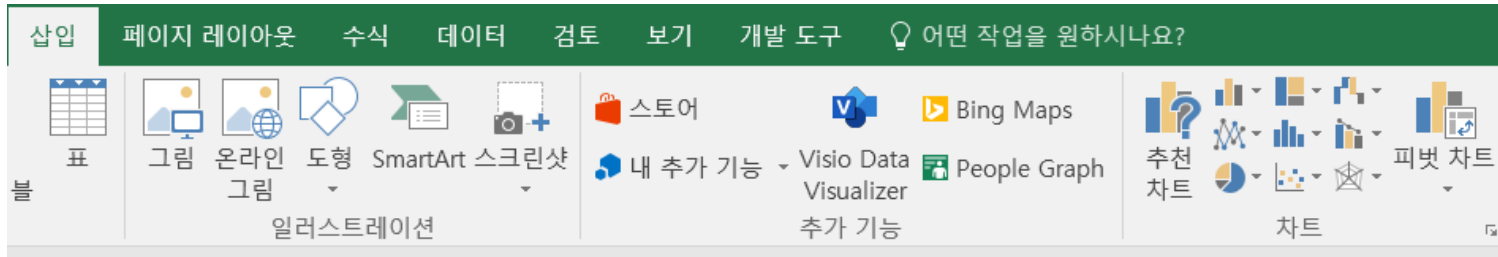 삽입 페이지 레이아웃 수식 데이터 검토 보기 개발 도구 어떤 작업을 원하시나요?
블
표
그림
온라인
그림
도형
SmartArt
스크린샷
일러스트레이션
스토어
내 추가 기능
Visio Data
Visualizer
Bing Maps
People Graph
추가 기능
추천
차트
피벗 차트
차트